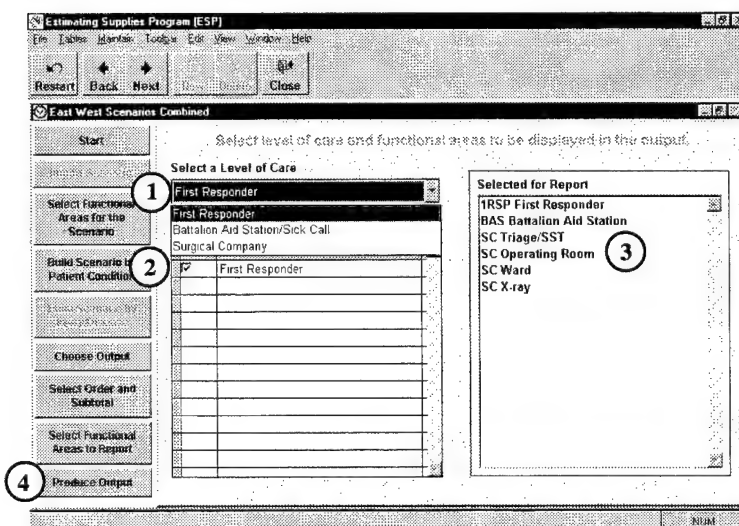 Estimating Supplies Program (ESP)
File Tables Maintain Toolbar Edit View Window Help
Restart Back Next Close
East West Scenarios Combined
Start
Select level of care and functional areas to be displayed in the output.
Select a Level of Care
Selected for Report
1
First Responder
1RSP First Responder
BAS Battalion Aid Station
SC Triage/SST
SC Operating Room
SC Ward
SC X-ray
3
Select Functional
Areas for the
Scenario
First Responder
Battalion Aid Station/Sick Call
Surgical Company
2
First Responder
Build Scenario by
Patient Condition
Choose Output
Select Order and
Subtotal
Select Functional
Areas to Report
4
Produce Output
NUM